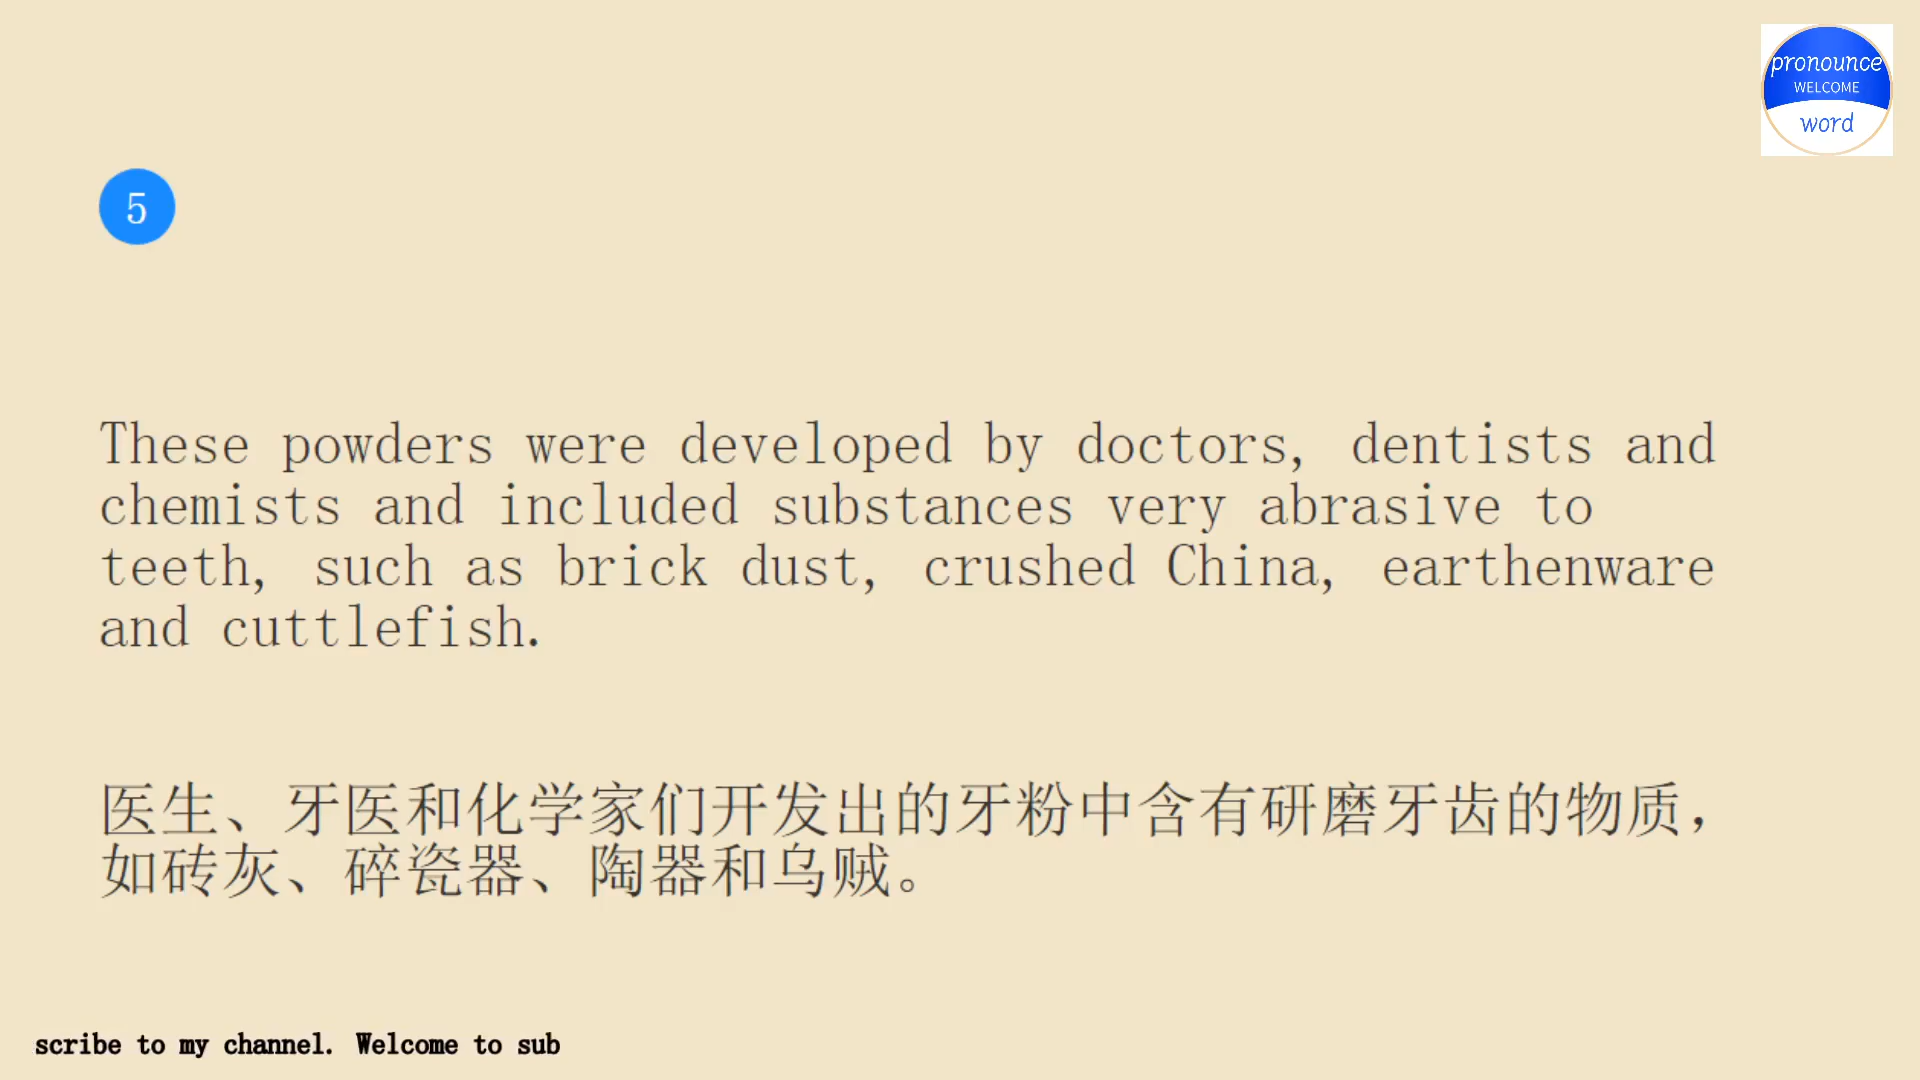 pronounce
WELCOME
word
5
These powders were developed by doctors, dentists and
chemists and included substances very abrasive to
teeth, such as brick dust, crushed China, earthenware
and cuttlefish.
医生、牙医和化学家们开发出的牙粉中含有研磨牙齿的物质，
如砖灰、碎瓷器、陶器和乌贼。
scribe to my channel. Welcome to sub